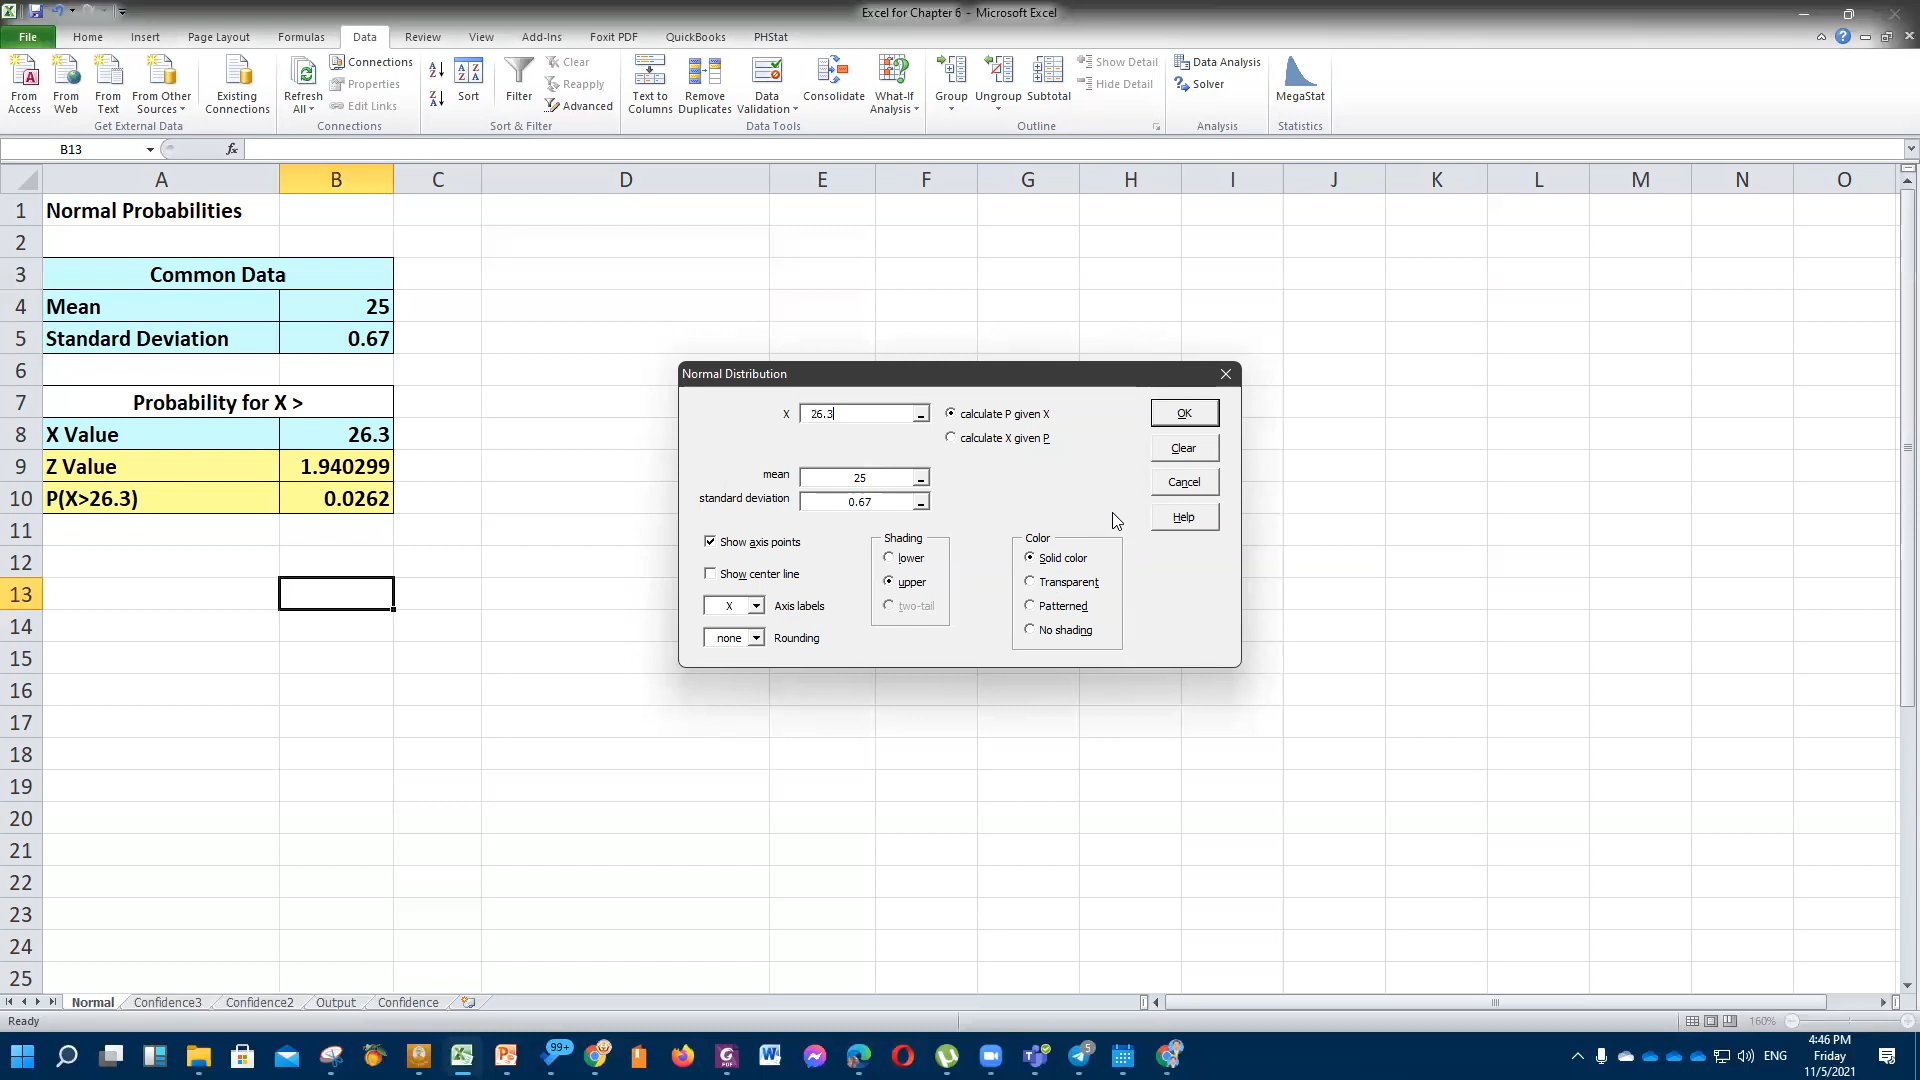 Excel for Chapter 6 - Microsoft Excel
File Home Insert Page Layout Formulas Data Review View Add-Ins Foxit PDF QuickBooks PHStat
From Access
From Web
From Text
From Other Sources
Existing Connections
Get External Data
Refresh All
Connections
Properties
Edit Links
Connections
Sort
Filter
Clear
Reapply
Advanced
Sort & Filter
Text to Columns
Remove Duplicates
Data Validation
Consolidate
What-If Analysis
Data Tools
Group
Ungroup
Subtotal
Show Detail
Hide Detail
Outline
Data Analysis
Solver
Analysis
MegaStat
Statistics
B13 fx
A B C D E F G H I J K L M N O
1 Normal Probabilities
2
3 Common Data
4 Mean 25
5 Standard Deviation 0.67
6
7 Probability for X >
8 X Value 26.3
9 Z Value 1.940299
10 P(X>26.3) 0.0262
11
12
13
14
15
16
17
18
19
20
21
22
23
24
25
Normal Distribution
X 26.3
calculate P given X
calculate X given P
mean 25
standard deviation 0.67
OK
Clear
Cancel
Help
Show axis points
Show center line
X Axis labels
none Rounding
Shading
lower
upper
two-tail
Color
Solid color
Transparent
Patterned
No shading
Normal Confidence3 Confidence2 Output Confidence
Ready
160%
99+
5
ENG
4:46 PM
Friday
11/5/2021